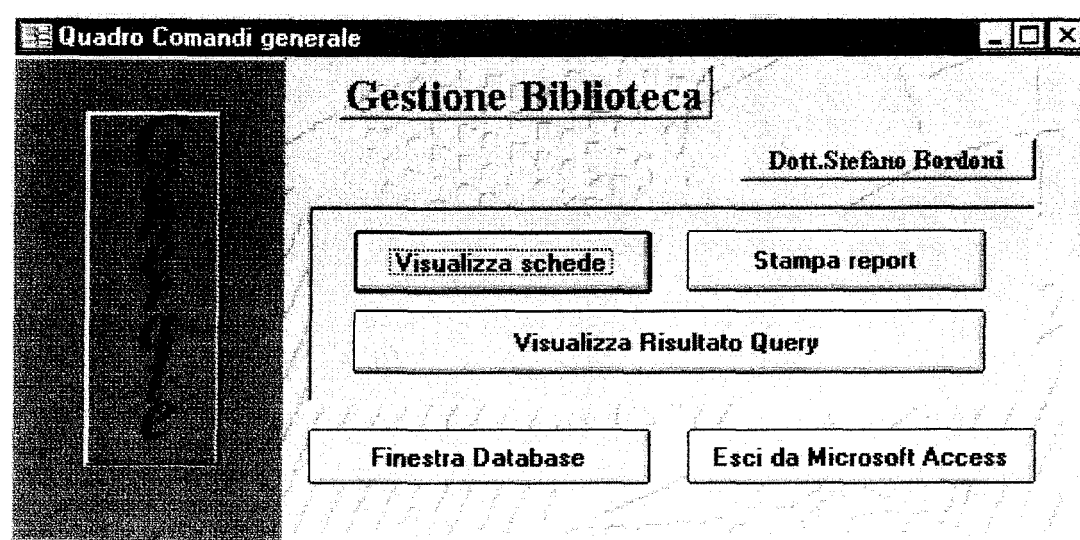 Quadro Comandi generale
Gestione Biblioteca
Dott.Stefano Bordoni
Visualizza schede
Stampa report
Visualizza Risultato Query
Finestra Database
Esci da Microsoft Access